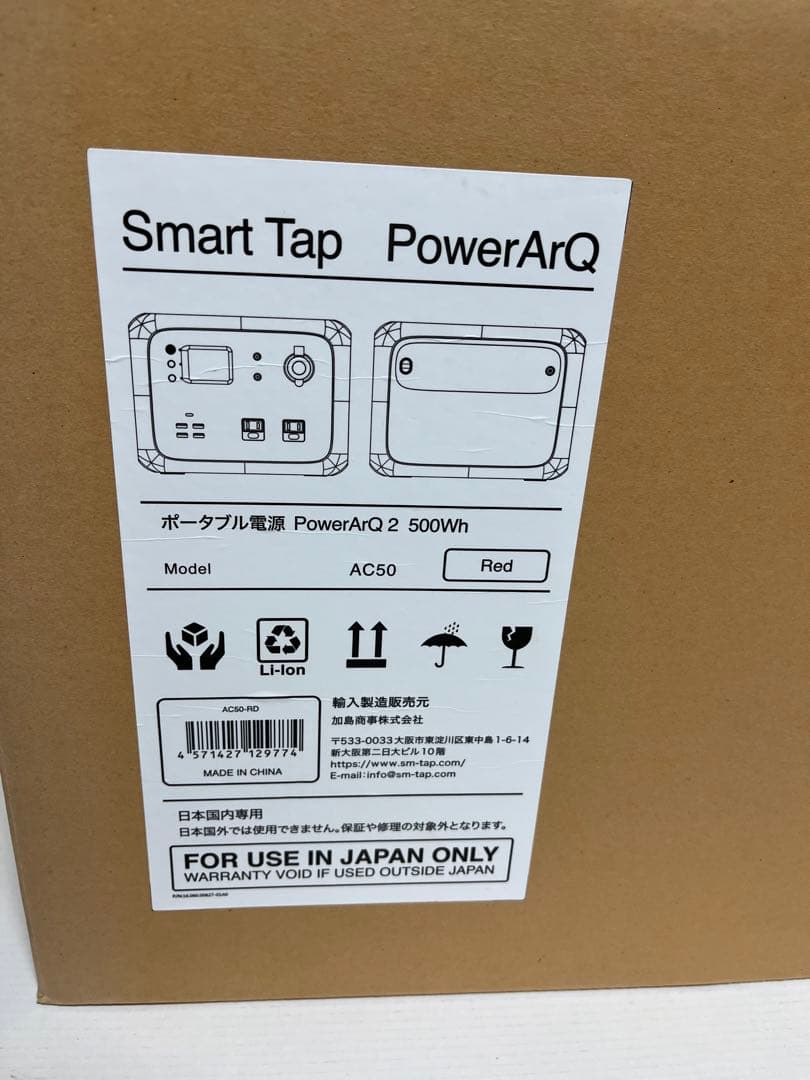 Smart Tap PowerArQ
ポータブル電源 PowerArQ 2 500Wh
Model AC50 Red
Li-Ion
AC50-RD
4 571427 129774
MADE IN CHINA
輸入製造販売元
加島商事株式会社
〒533-0033大阪市東淀川区東中島1-6-14
新大阪第二日大ビル10階
https://www.sm-tap.com/
E-mail:info@sm-tap.com
日本国内専用
日本国外では使用できません。保証や修理の対象外となります。
FOR USE IN JAPAN ONLY
WARRANTY VOID IF USED OUTSIDE JAPAN